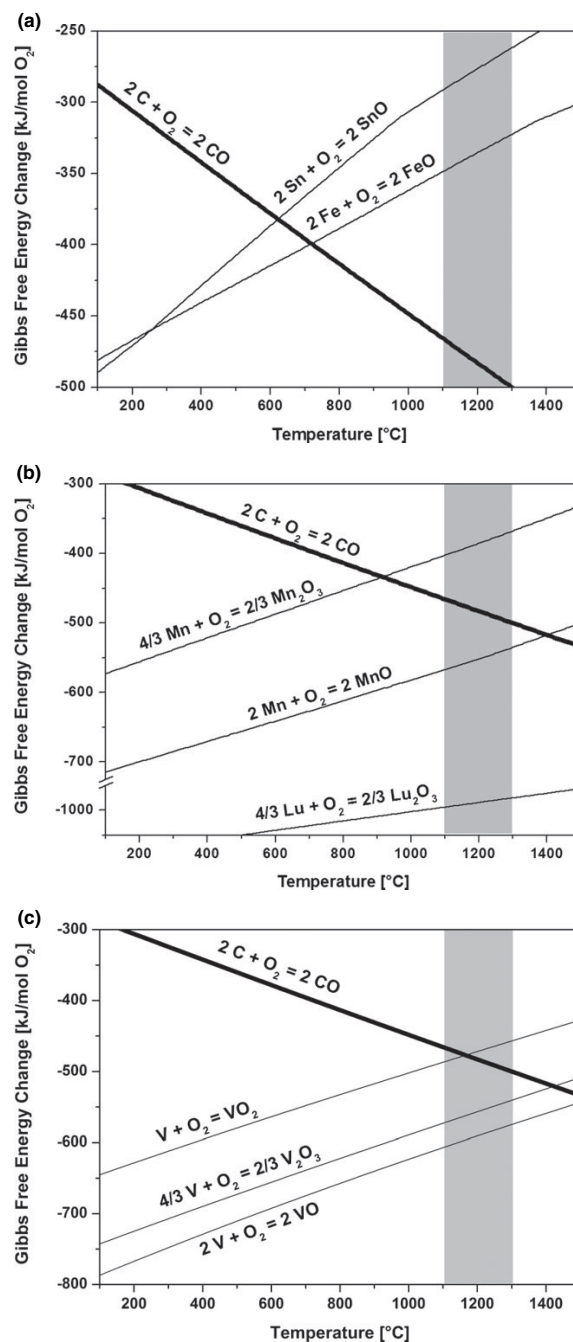 (a)
-250
-300
-350
-400
-450
-500
Gibbs Free Energy Change [kJ/mol O₂]
2 C + O₂ = 2 CO
2 Sn + O₂ = 2 SnO
2 Fe + O₂ = 2 FeO
200 400 600 800 1000 1200 1400
Temperature [°C]
(b)
-300
-400
-500
-600
-700
-1000
Gibbs Free Energy Change [kJ/mol O₂]
2 C + O₂ = 2 CO
4/3 Mn + O₂ = 2/3 Mn₂O₃
2 Mn + O₂ = 2 MnO
4/3 Lu + O₂ = 2/3 Lu₂O₃
200 400 600 800 1000 1200 1400
Temperature [°C]
(c)
-300
-400
-500
-600
-700
-800
Gibbs Free Energy Change [kJ/mol O₂]
2 C + O₂ = 2 CO
V + O₂ = VO₂
4/3 V + O₂ = 2/3 V₂O₃
2 V + O₂ = 2 VO
200 400 600 800 1000 1200 1400
Temperature [°C]